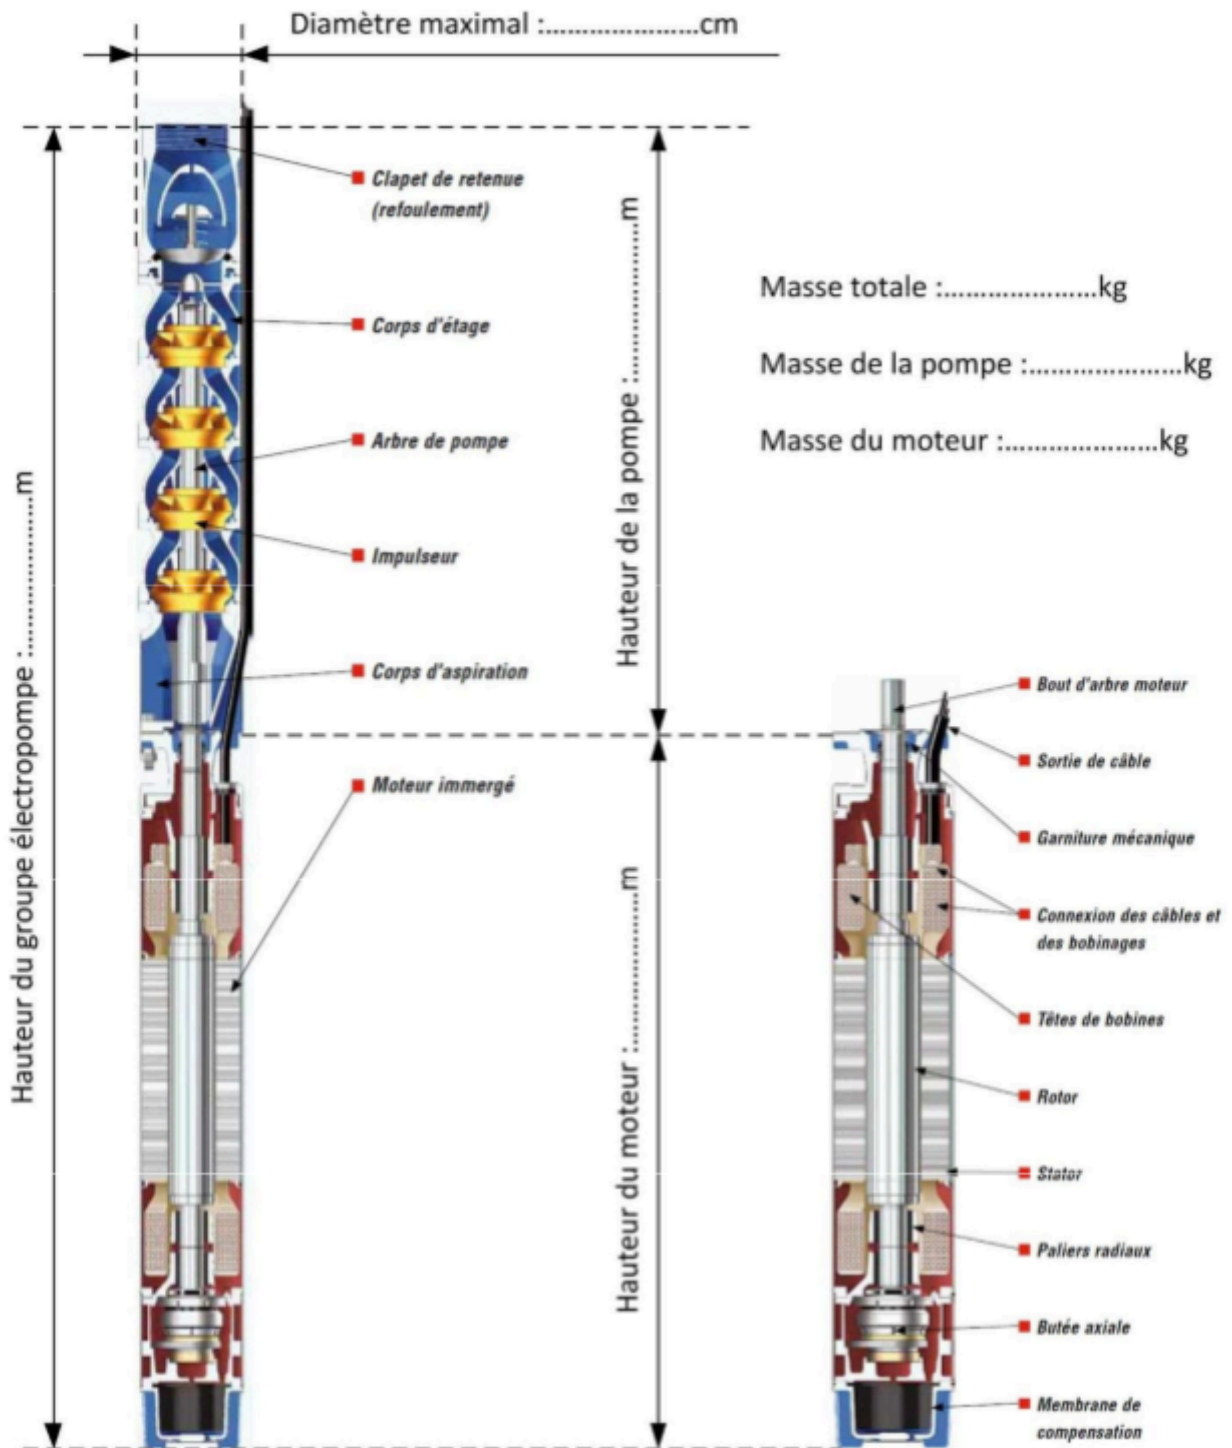 Diamètre maximal :.....................cm
Clapet de retenue
(refoulement)
Corps d'étage
Arbre de pompe
Impulseur
Corps d'aspiration
Moteur immergé
Hauteur du groupe électropompe :.....................m
Hauteur de la pompe :.....................m
Hauteur du moteur :.....................m
Masse totale :.....................kg
Masse de la pompe :.....................kg
Masse du moteur :.....................kg
Bout d'arbre moteur
Sortie de câble
Garniture mécanique
Connexion des câbles et
des bobinages
Têtes de bobines
Rotor
Stator
Paliers radiaux
Butée axiale
Membrane de
compensation